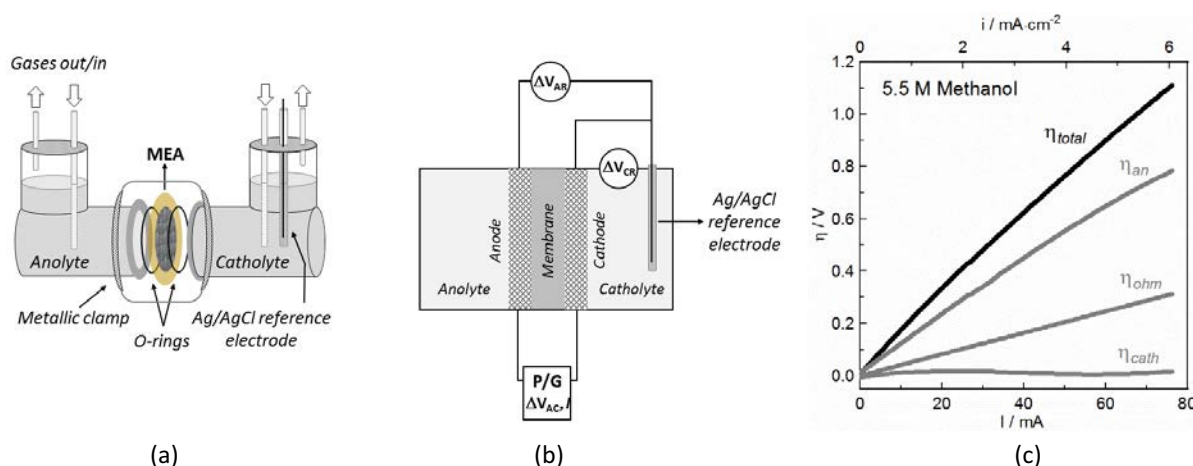 Gases out/in
MEA
Anolyte
Catholyte
Metallic clamp
O-rings
Ag/AgCl reference
electrode
(a)
ΔV_AR
ΔV_CR
Anode
Membrane
Cathode
Anolyte
Catholyte
Ag/AgCl
reference
electrode
P/G
ΔV_AC, I
(b)
i / mA·cm⁻²
0 2 4 6
5.5 M Methanol
η_total
η_an
η_ohm
η_cath
η / V
1.2
1.0
0.8
0.6
0.4
0.2
0.0
0 20 40 60 80
I / mA
(c)